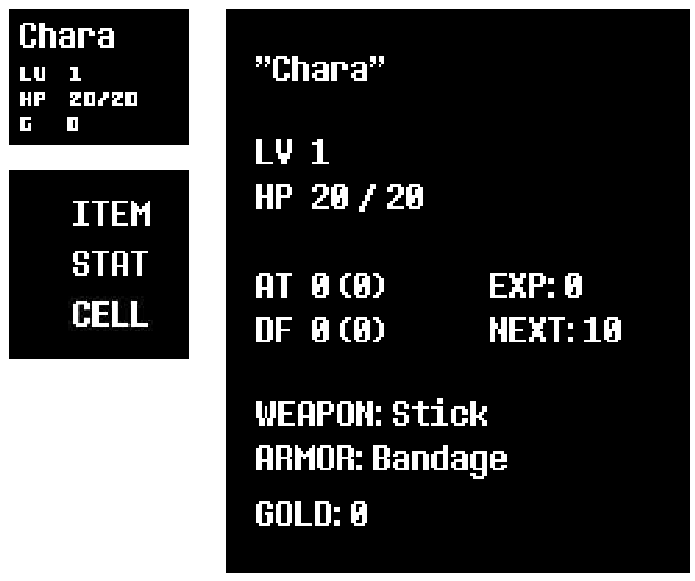 Chara
LV 1
HP 20/20
G 0
ITEM
STAT
CELL
"Chara"
LV 1
HP 20 / 20
AT 0 (0) EXP: 0
DF 0 (0) NEXT: 10
WEAPON: Stick
ARMOR: Bandage
GOLD: 0